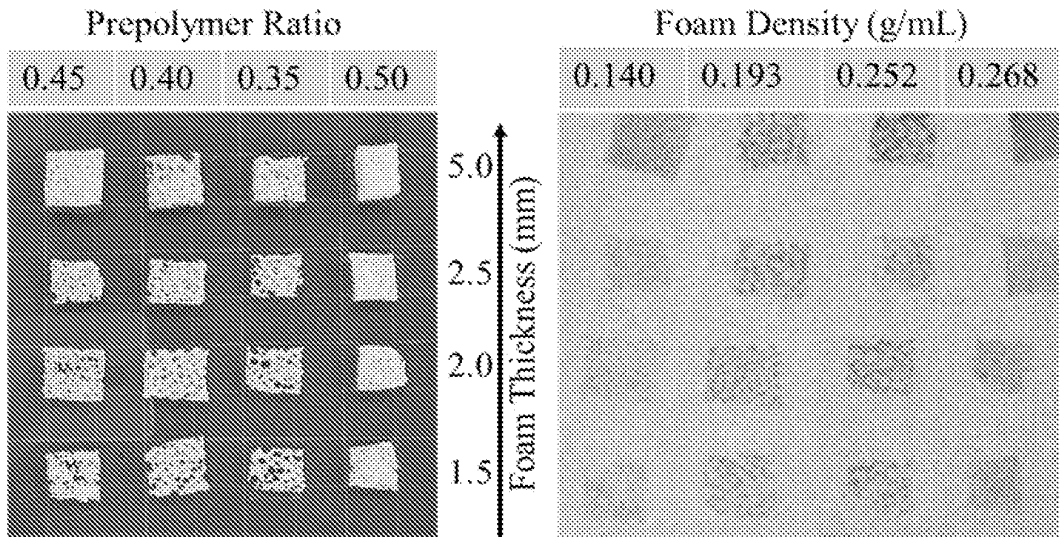 Prepolymer Ratio
0.45 0.40 0.35 0.50
Foam Density (g/mL)
0.140 0.193 0.252 0.268
5.0
2.5
2.0
1.5
Foam Thickness (mm)